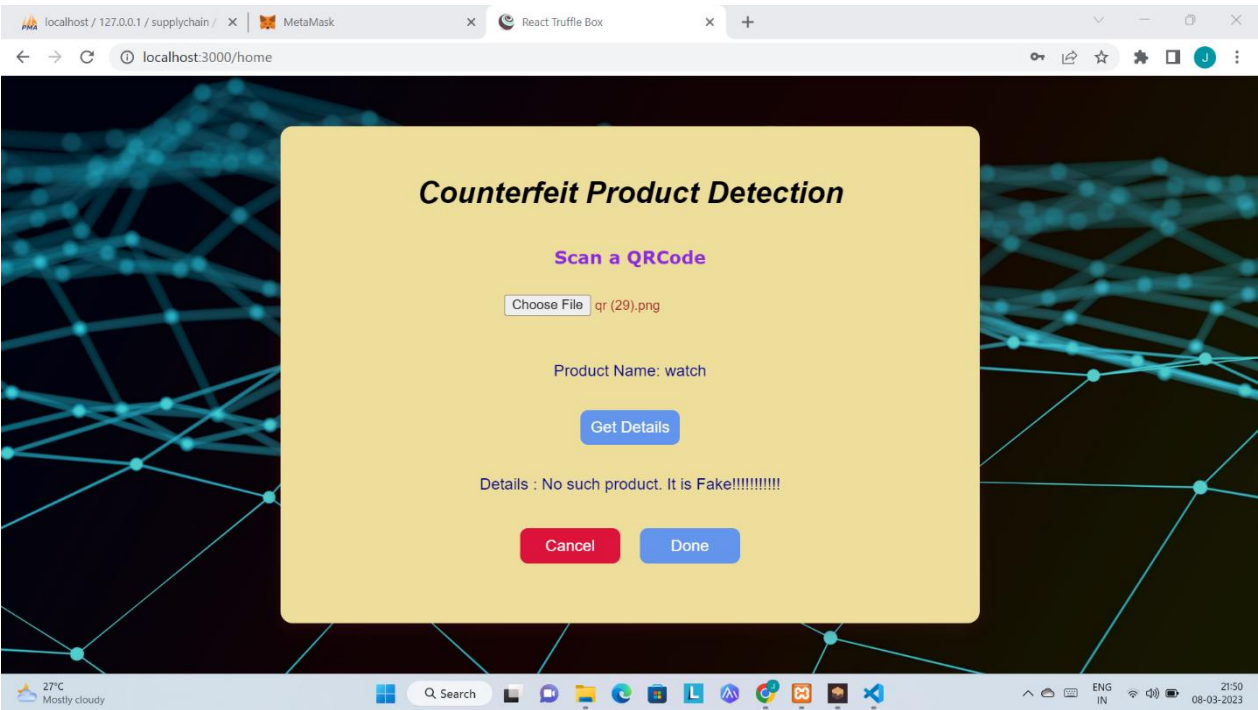 localhost / 127.0.0.1 / supplychain /
MetaMask
React Truffle Box
localhost:3000/home
J
Counterfeit Product Detection
Scan a QRCode
Choose File qr (29).png
Product Name: watch
Get Details
Details : No such product. It is Fake!!!!!!!!!!!
Cancel Done
27°C
Mostly cloudy
Search
ENG
IN
21:50
08-03-2023